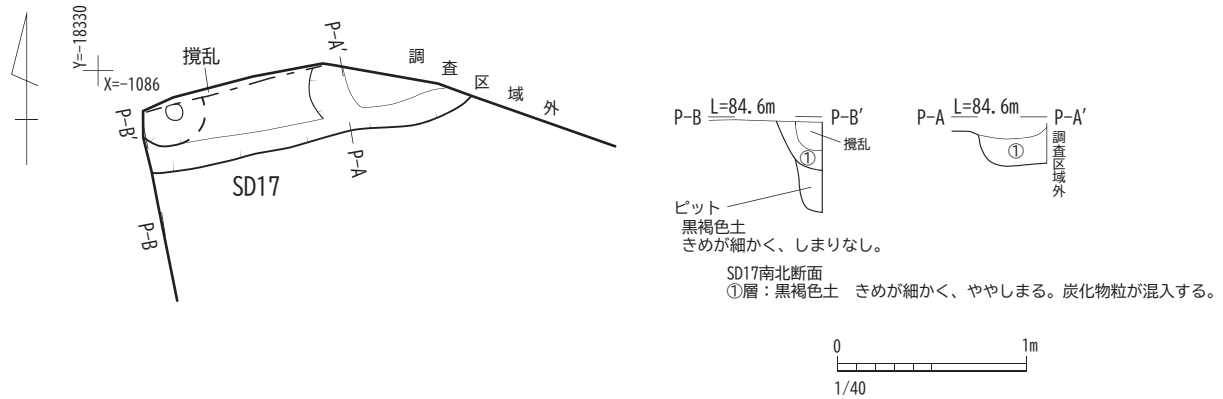 Y=-18330
X=-1086
撹乱
P-A'
調査区域外
P-B'
P-A
SD17
P-B
P-B L=84.6m P-B'
撹乱
①
ピット
黒褐色土
きめが細かく、しまりなし。
P-A L=84.6m P-A'
①
調査区域外
SD17南北断面
①層：黒褐色土　きめが細かく、ややしまる。炭化物粒が混入する。
0 1m
1/40